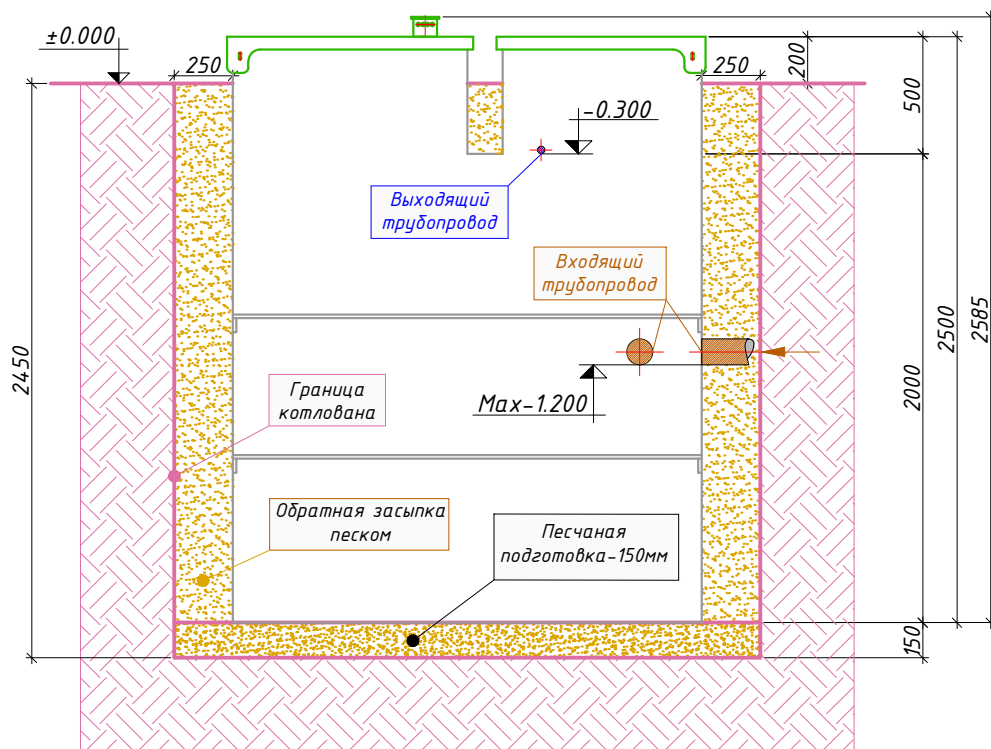 ±0.000
250
250
200
500
-0.300
Выходящий
трубопровод
Входящий
трубопровод
2450
2500
2585
2000
Граница
котлована
Max-1.200
Обратная засыпка
песком
Песчаная
подготовка-150мм
150